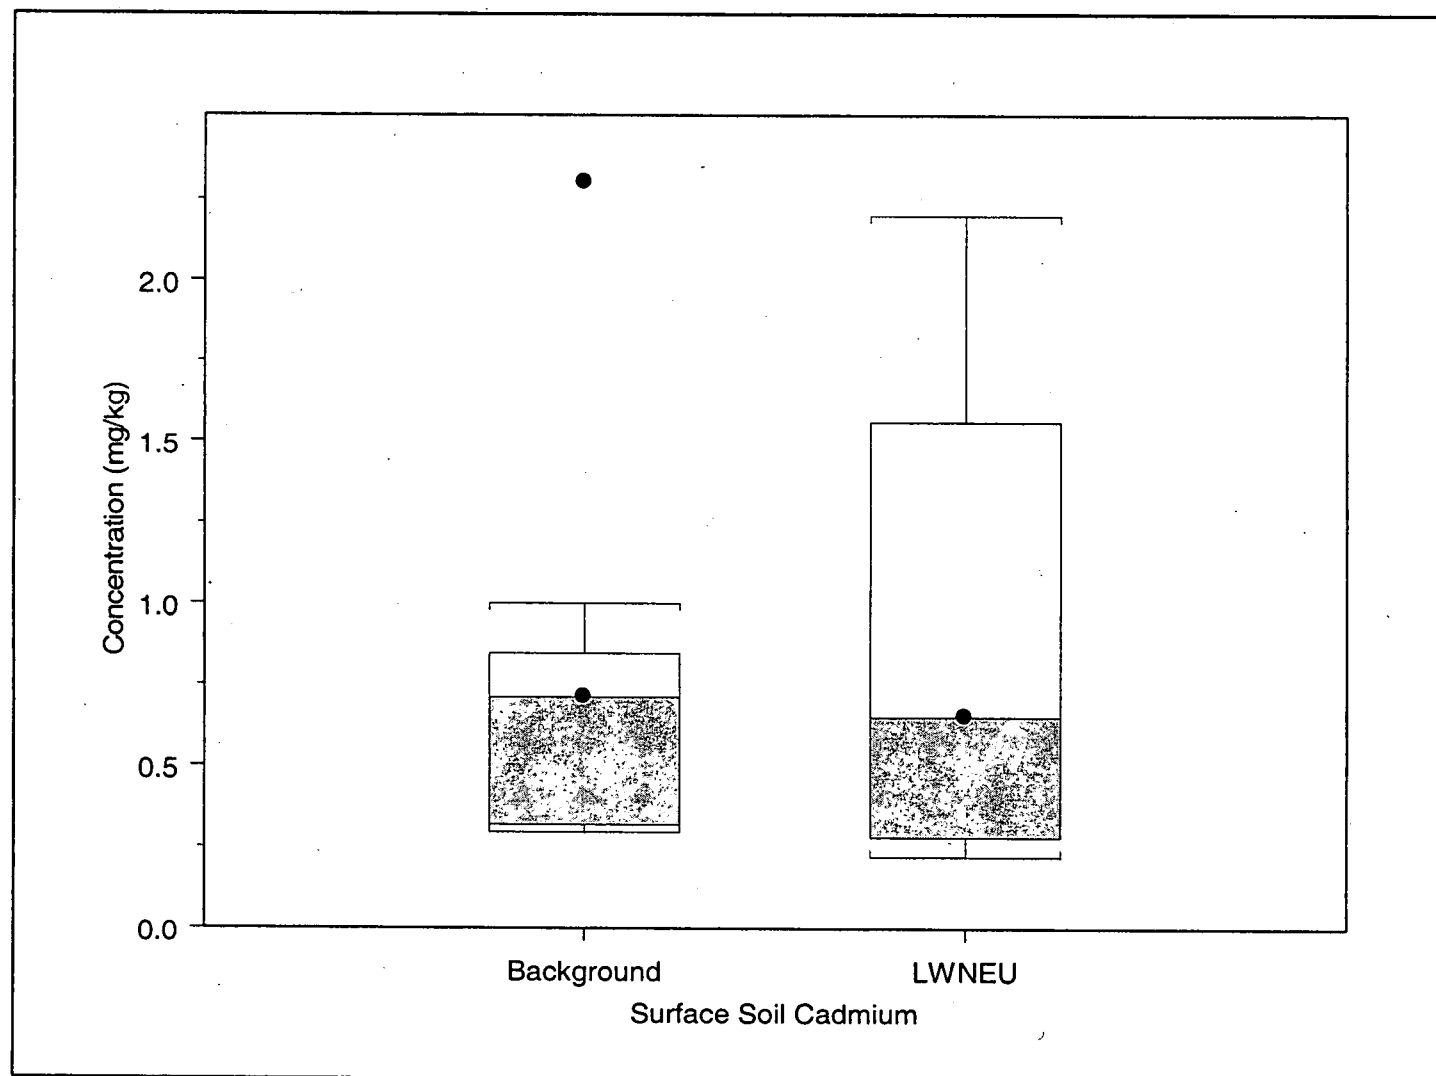 Concentration (mg/kg)
2.0
1.5
1.0
0.5
0.0
Background
LWNEU
Surface Soil Cadmium